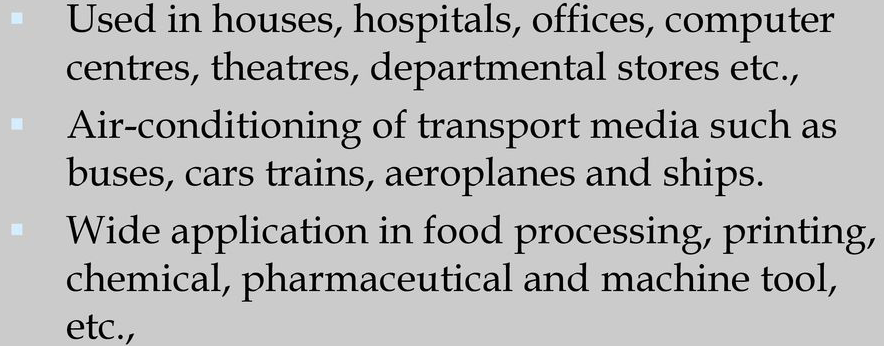 ▪ Used in houses, hospitals, offices, computer
centres, theatres, departmental stores etc.,
▪ Air-conditioning of transport media such as
buses, cars trains, aeroplanes and ships.
▪ Wide application in food processing, printing,
chemical, pharmaceutical and machine tool,
etc.,